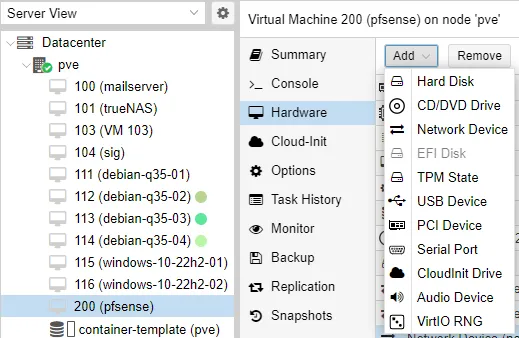 Server View
Datacenter
pve
100 (mailserver)
101 (trueNAS)
103 (VM 103)
104 (sig)
111 (debian-q35-01)
112 (debian-q35-02)
113 (debian-q35-03)
114 (debian-q35-04)
115 (windows-10-22h2-01)
116 (windows-10-22h2-02)
200 (pfsense)
container-template (pve)
Virtual Machine 200 (pfsense) on node 'pve'
Summary
Console
Hardware
Cloud-Init
Options
Task History
Monitor
Backup
Replication
Snapshots
Add
Remove
Hard Disk
CD/DVD Drive
Network Device
EFI Disk
TPM State
USB Device
PCI Device
Serial Port
CloudInit Drive
Audio Device
VirtIO RNG